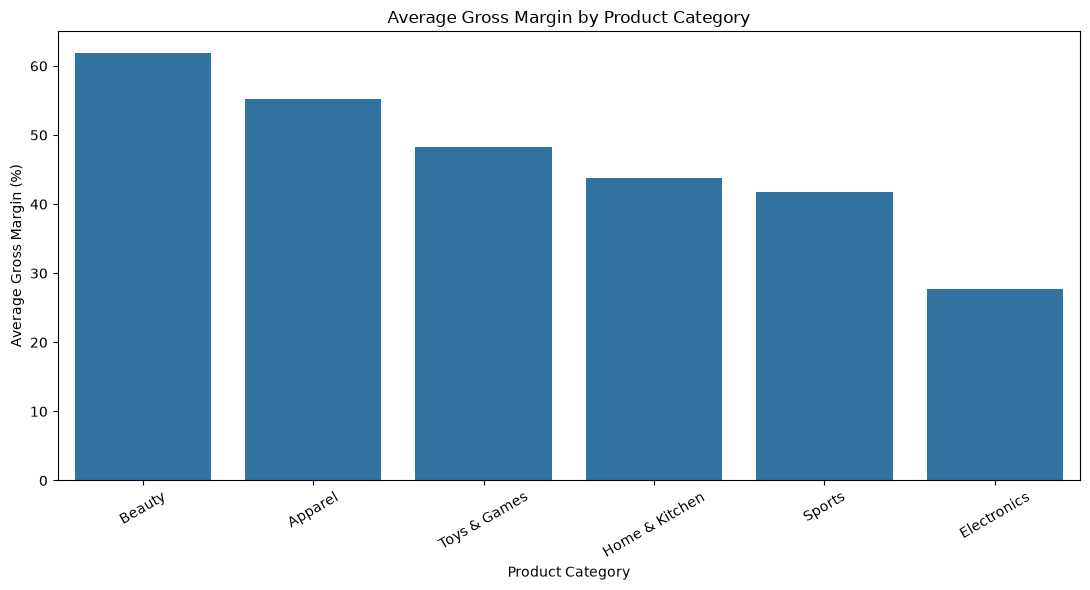 Average Gross Margin by Product Category
Average Gross Margin (%)
60
50
40
30
20
10
0
Beauty
Apparel
Toys & Games
Home & Kitchen
Sports
Electronics
Product Category